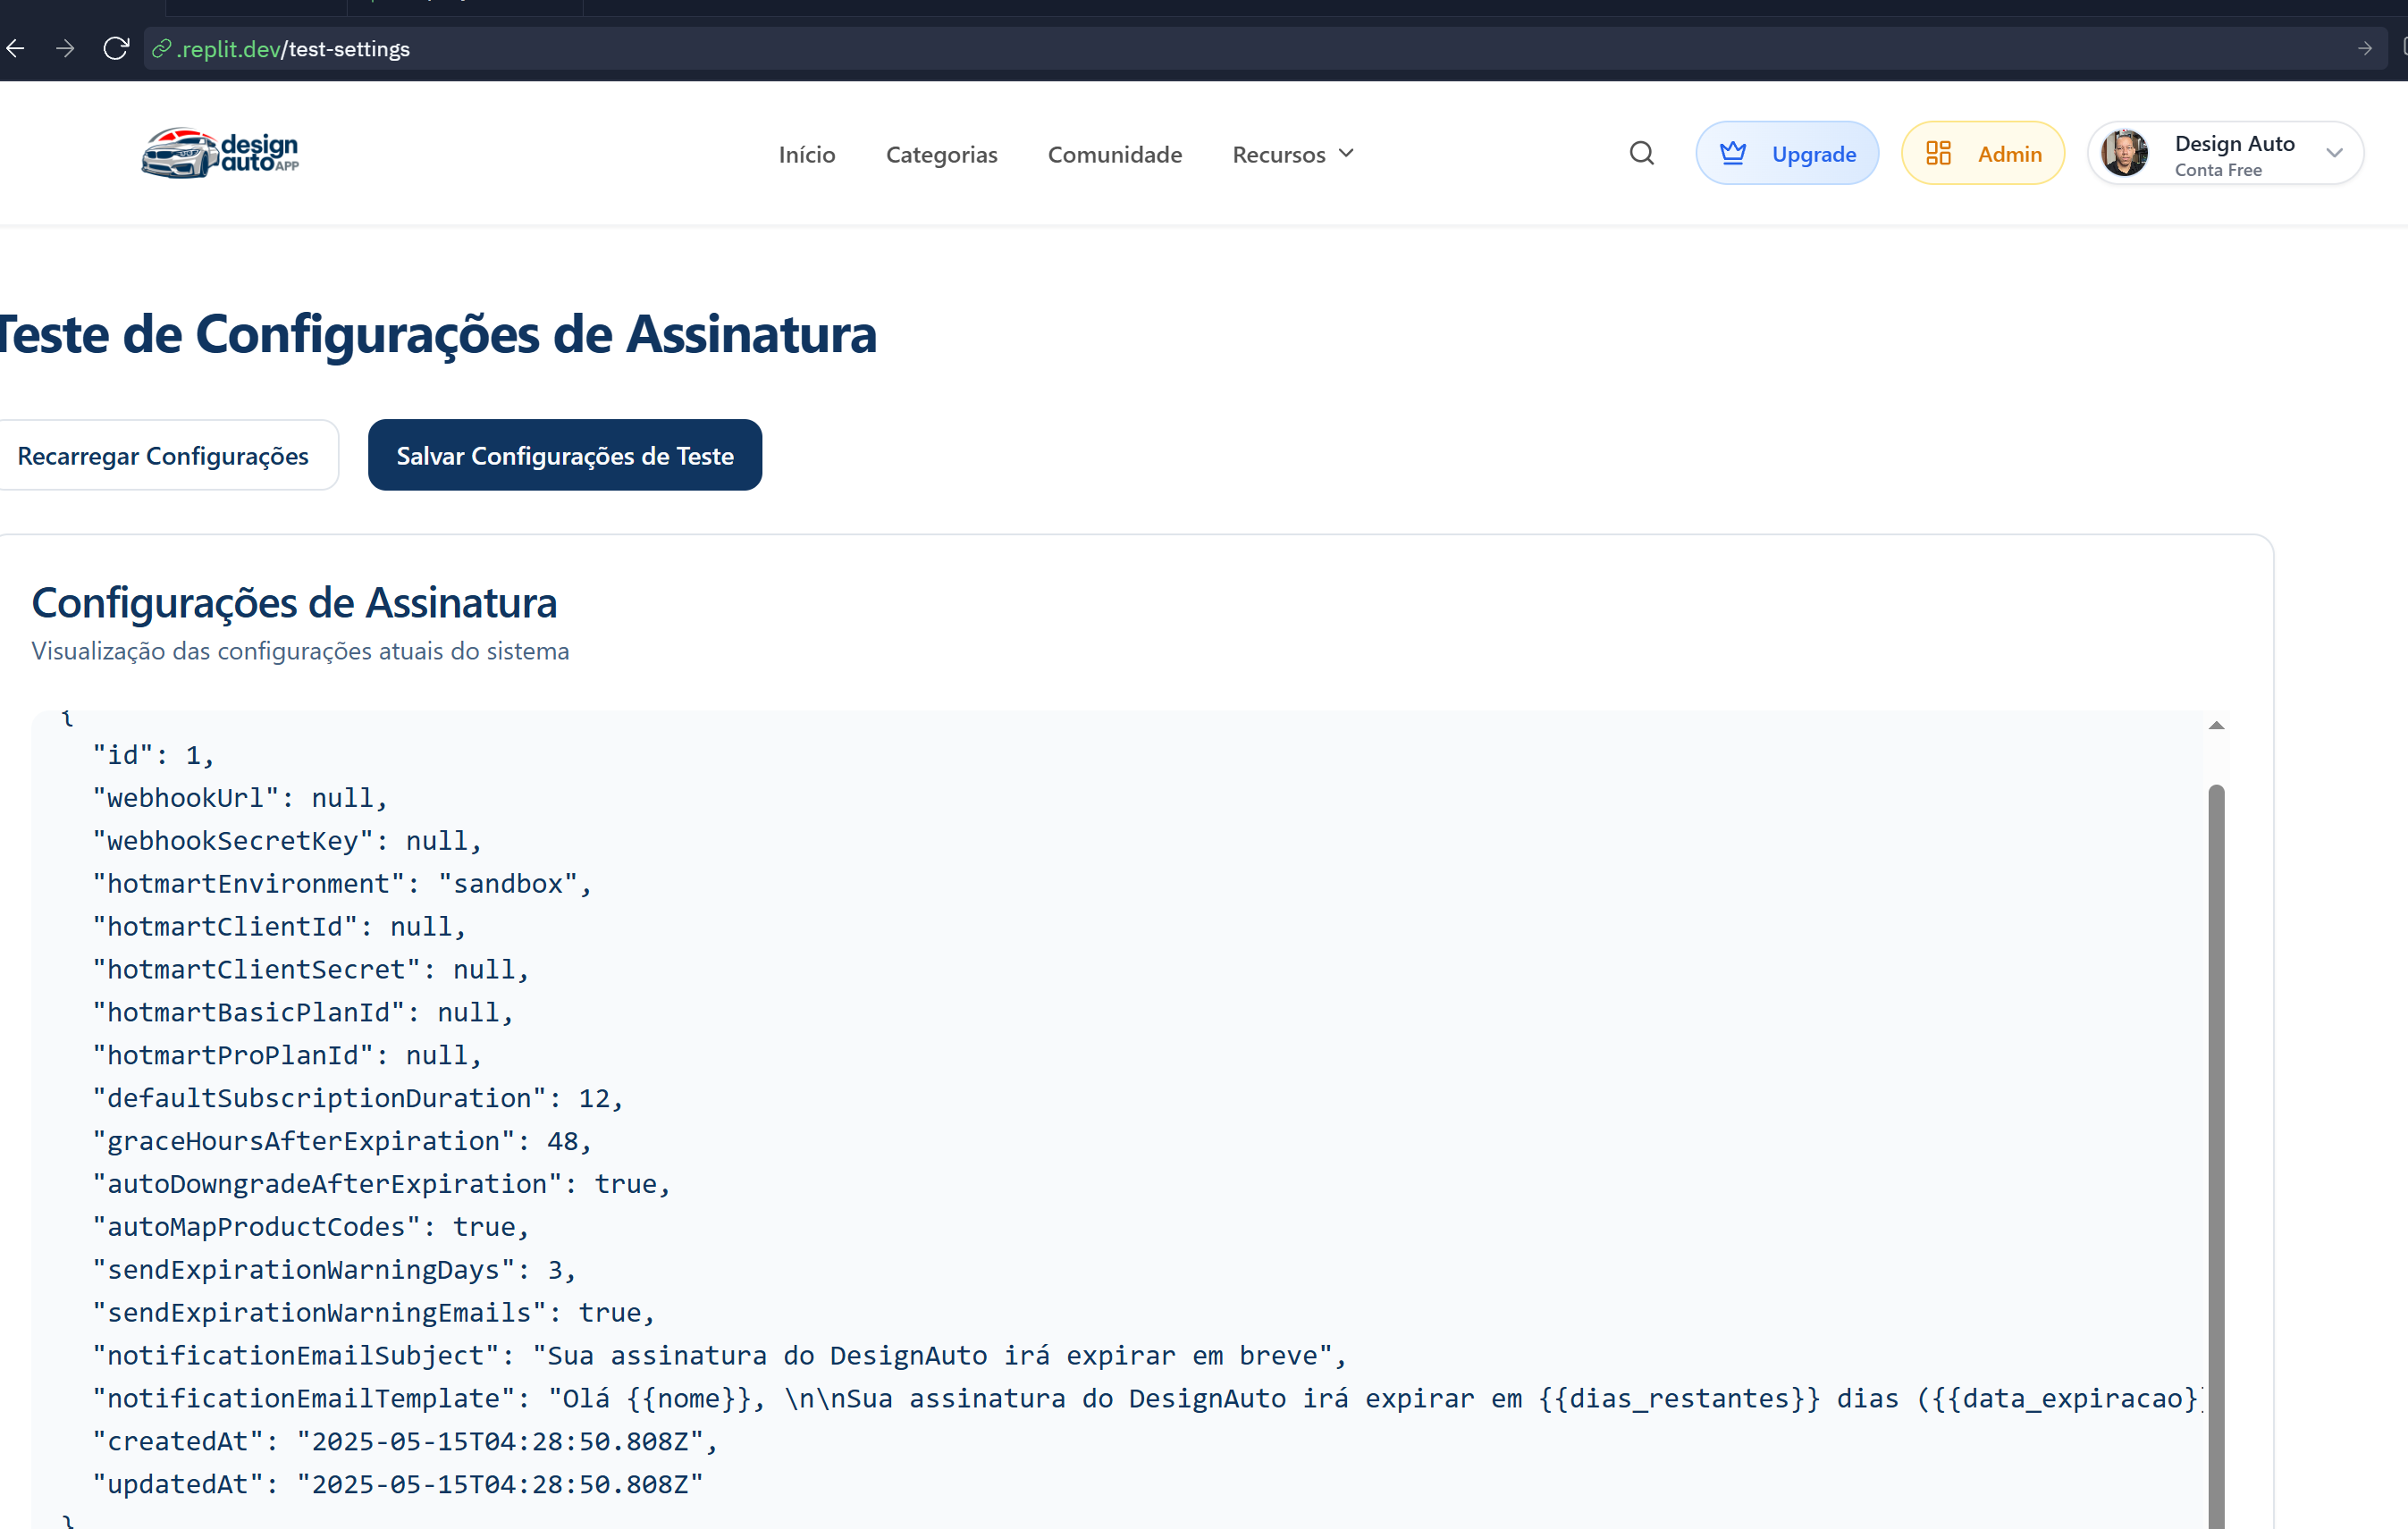 .replit.dev/test-settings
design
autoAPP
Início
Categorias
Comunidade
Recursos
Upgrade
Admin
Design Auto
Conta Free
Teste de Configurações de Assinatura
Recarregar Configurações
Salvar Configurações de Teste
Configurações de Assinatura
Visualização das configurações atuais do sistema
{
"id": 1,
"webhookUrl": null,
"webhookSecretKey": null,
"hotmartEnvironment": "sandbox",
"hotmartClientId": null,
"hotmartClientSecret": null,
"hotmartBasicPlanId": null,
"hotmartProPlanId": null,
"defaultSubscriptionDuration": 12,
"graceHoursAfterExpiration": 48,
"autoDowngradeAfterExpiration": true,
"autoMapProductCodes": true,
"sendExpirationWarningDays": 3,
"sendExpirationWarningEmails": true,
"notificationEmailSubject": "Sua assinatura do DesignAuto irá expirar em breve",
"notificationEmailTemplate": "Olá {{nome}}, \n\nSua assinatura do DesignAuto irá expirar em {{dias_restantes}} dias ({{data_expiracao}
"createdAt": "2025-05-15T04:28:50.808Z",
"updatedAt": "2025-05-15T04:28:50.808Z"
}